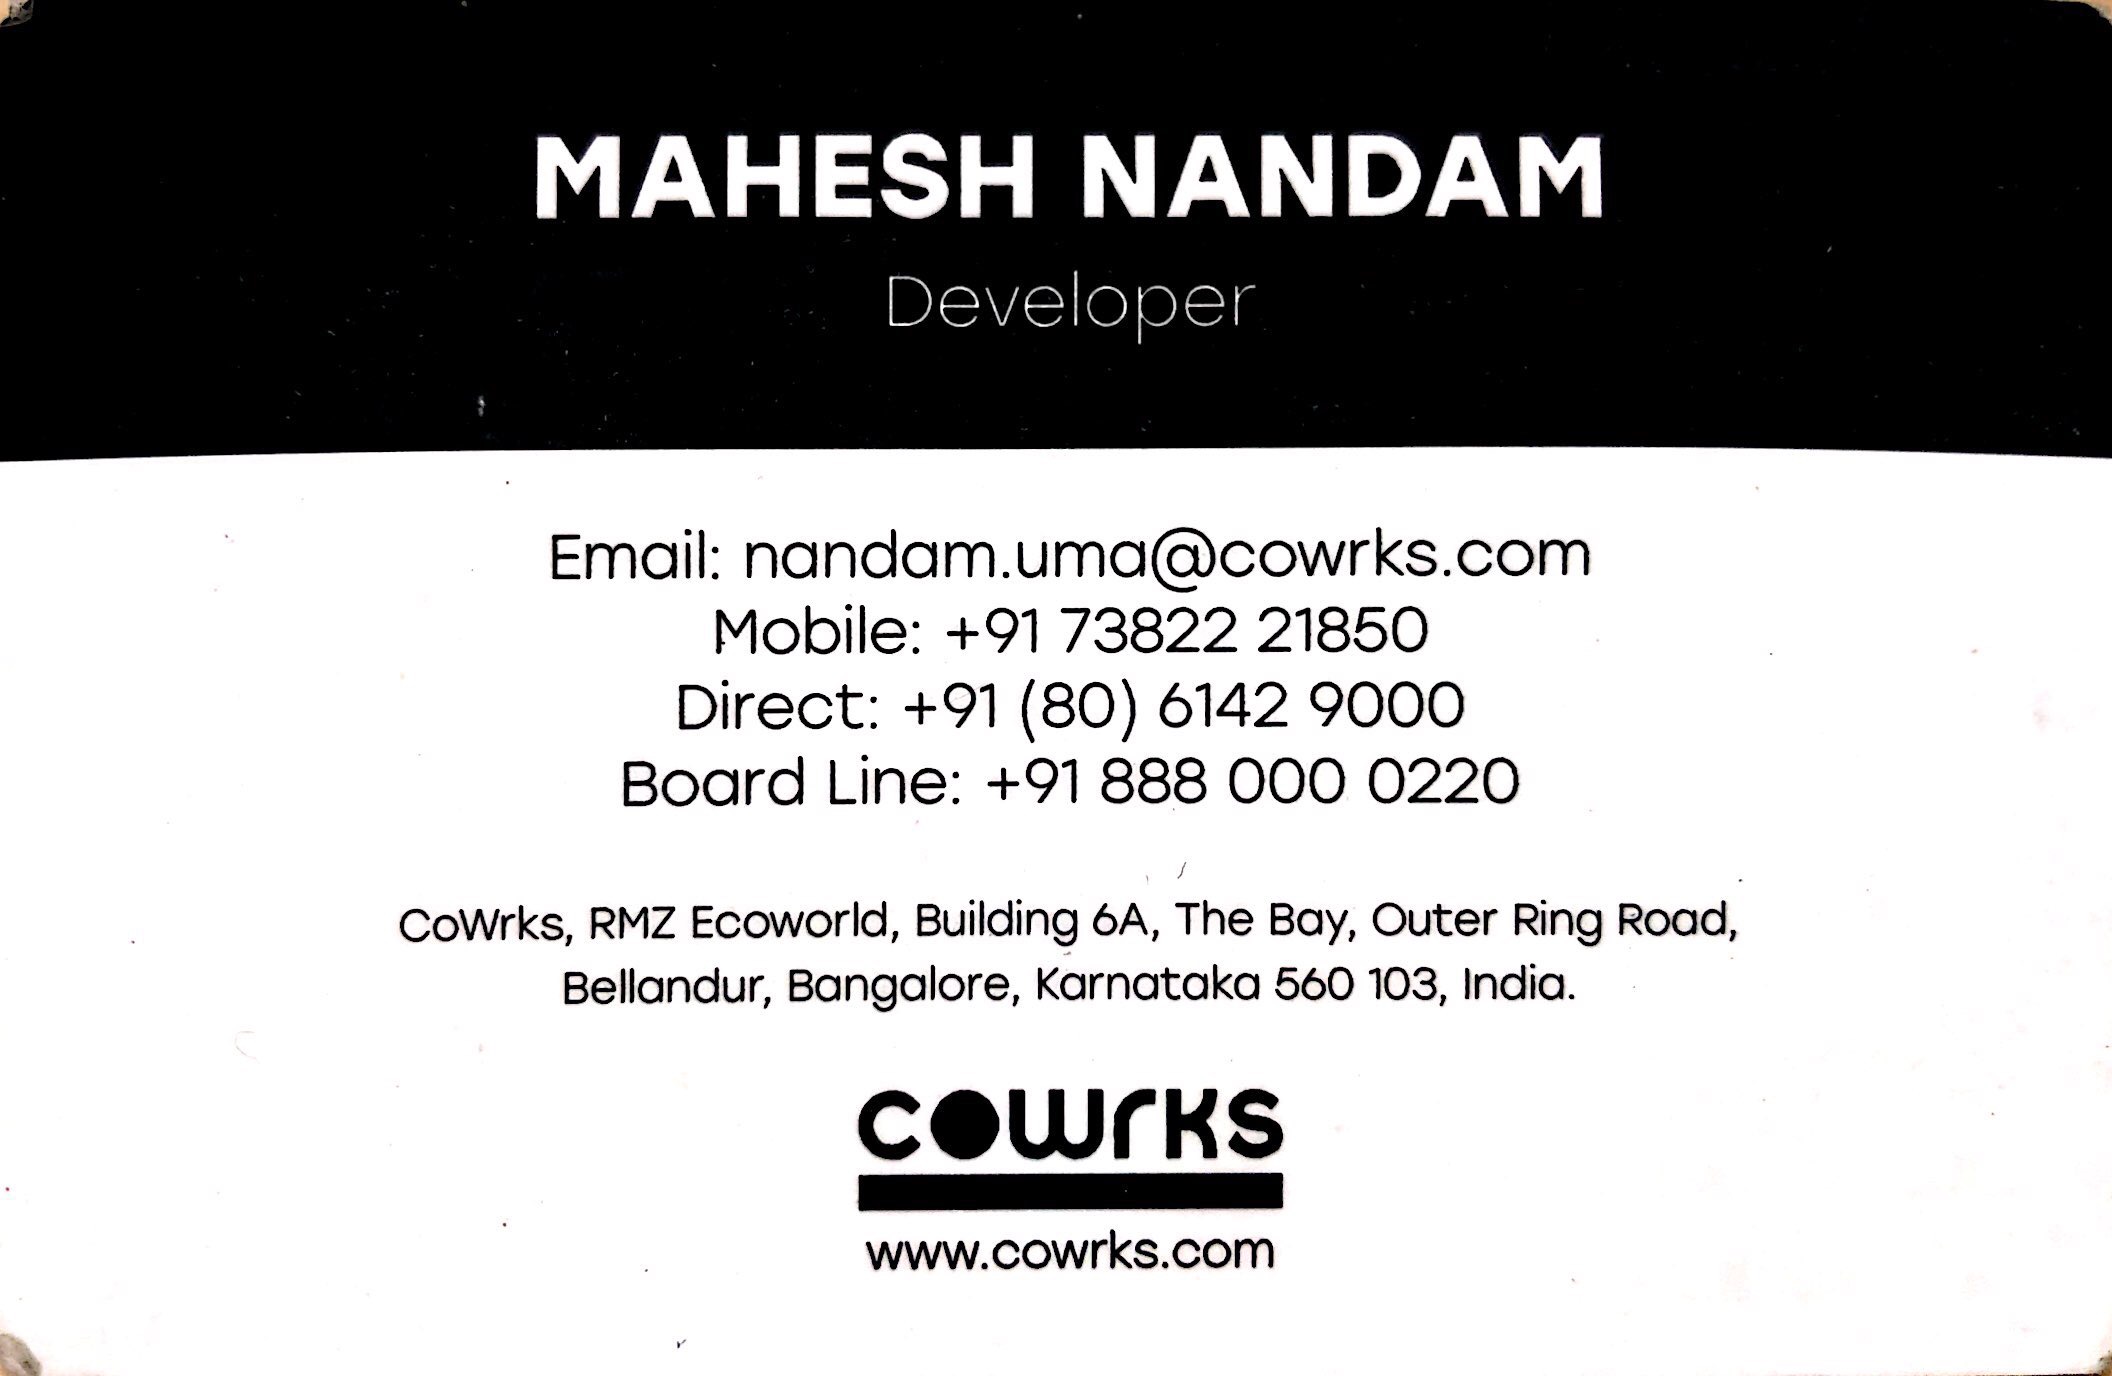 MAHESH NANDAM
Developer
Email: nandam.uma@cowrks.com
Mobile: +91 73822 21850
Direct: +91 (80) 6142 9000
Board Line: +91 888 000 0220
CoWrks, RMZ Ecoworld, Building 6A, The Bay, Outer Ring Road,
Bellandur, Bangalore, Karnataka 560 103, India.
cowrks
www.cowrks.com